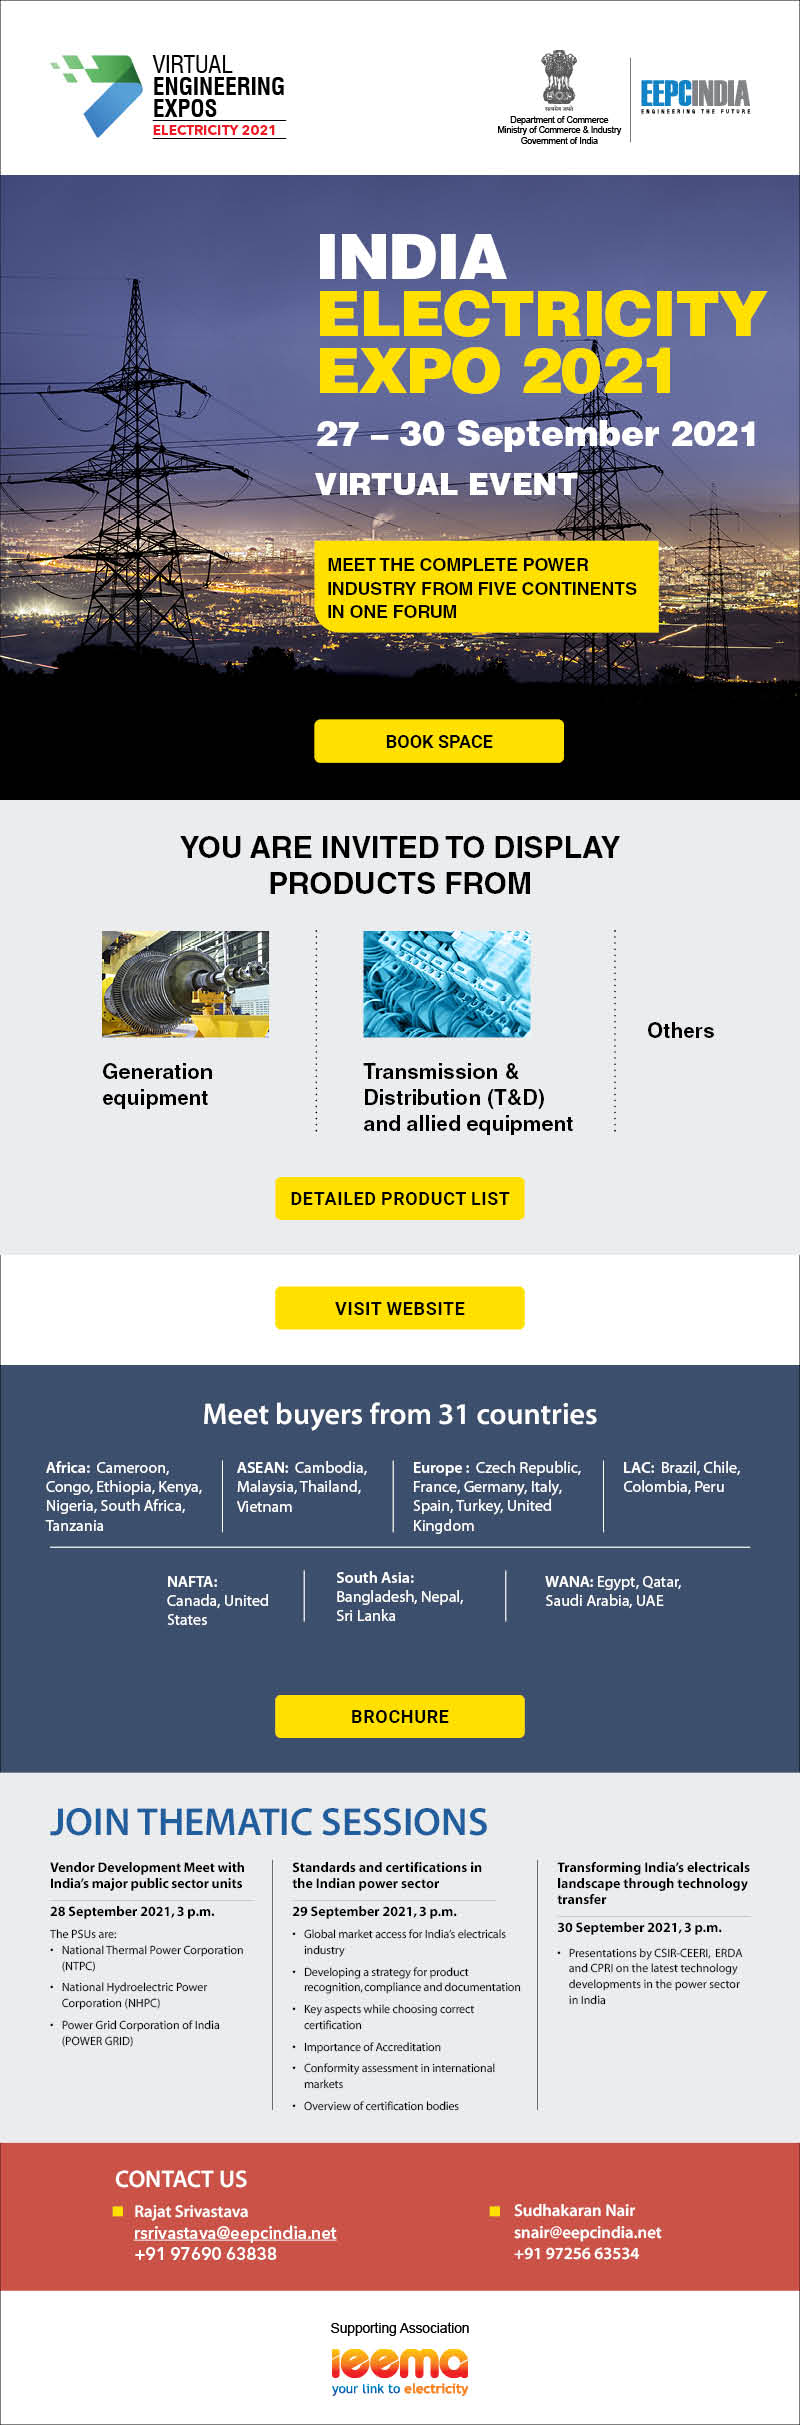 VIRTUAL
ENGINEERING
EXPOS
ELECTRICITY 2021
सत्यमेव जयते
Department of Commerce
Ministry of Commerce & Industry
Government of India
EEPCINDIA
ENGINEERING THE FUTURE
INDIA
ELECTRICITY
EXPO 2021
27 – 30 September 2021
VIRTUAL EVENT
MEET THE COMPLETE POWER
INDUSTRY FROM FIVE CONTINENTS
IN ONE FORUM
BOOK SPACE
YOU ARE INVITED TO DISPLAY
PRODUCTS FROM
Generation
equipment
Transmission &
Distribution (T&D)
and allied equipment
Others
DETAILED PRODUCT LIST
VISIT WEBSITE
Meet buyers from 31 countries
Africa: Cameroon,
Congo, Ethiopia, Kenya,
Nigeria, South Africa,
Tanzania
ASEAN: Cambodia,
Malaysia, Thailand,
Vietnam
Europe : Czech Republic,
France, Germany, Italy,
Spain, Turkey, United
Kingdom
LAC: Brazil, Chile,
Colombia, Peru
NAFTA:
Canada, United
States
South Asia:
Bangladesh, Nepal,
Sri Lanka
WANA: Egypt, Qatar,
Saudi Arabia, UAE
BROCHURE
JOIN THEMATIC SESSIONS
Vendor Development Meet with
India's major public sector units
28 September 2021, 3 p.m.
The PSUs are:
• National Thermal Power Corporation
(NTPC)
• National Hydroelectric Power
Corporation (NHPC)
• Power Grid Corporation of India
(POWER GRID)
Standards and certifications in
the Indian power sector
29 September 2021, 3 p.m.
• Global market access for India's electricals
industry
• Developing a strategy for product
recognition, compliance and documentation
• Key aspects while choosing correct
certification
• Importance of Accreditation
• Conformity assessment in international
markets
• Overview of certification bodies
Transforming India's electricals
landscape through technology
transfer
30 September 2021, 3 p.m.
• Presentations by CSIR-CEERI, ERDA
and CPRI on the latest technology
developments in the power sector
in India
CONTACT US
Rajat Srivastava
rsrivastava@eepcindia.net
+91 97690 63838
Sudhakaran Nair
snair@eepcindia.net
+91 97256 63534
Supporting Association
ieema
your link to electricity